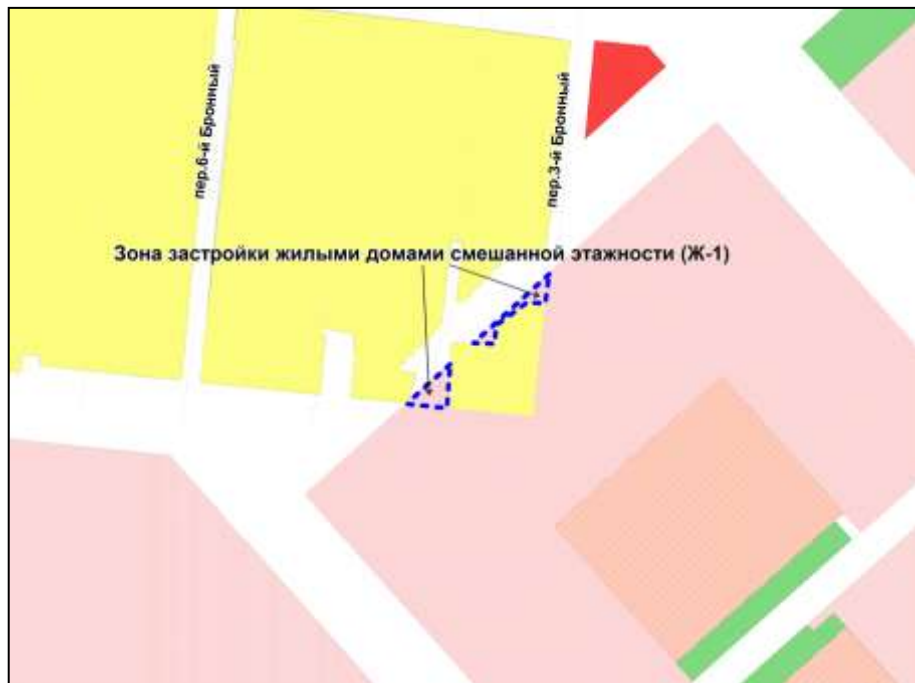 пер.6-й Бронный
пер.3-й Бронный
Зона застройки жилыми домами смешанной этажности (Ж-1)